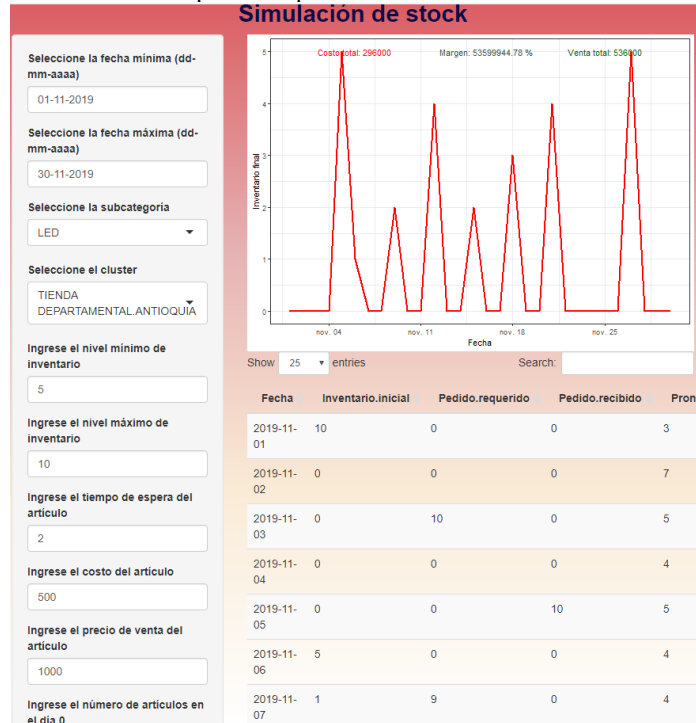 Simulación de stock
Seleccione la fecha mínima (dd-
mm-aaaa)
01-11-2019
Seleccione la fecha máxima (dd-
mm-aaaa)
30-11-2019
Seleccione la subcategoría
LED
Seleccione el cluster
TIENDA
DEPARTAMENTAL.ANTIOQUIA
Ingrese el nivel mínimo de
inventario
5
Ingrese el nivel máximo de
inventario
10
Ingrese el tiempo de espera del
artículo
2
Ingrese el costo del artículo
500
Ingrese el precio de venta del
artículo
1000
Ingrese el número de artículos en
el día 0
Costo total: 296000 Margen: 53599944.78 % Venta total: 536000
5
4
3
2
1
0
Inventario final
nov. 04 nov. 11 nov. 18 nov. 25
Fecha
Show 25 entries Search:
Fecha Inventario.inicial Pedido.requerido Pedido.recibido Pron
2019-11- 10 0 0 3
01
2019-11- 0 0 0 7
02
2019-11- 0 10 0 5
03
2019-11- 0 0 0 4
04
2019-11- 0 0 10 5
05
2019-11- 5 0 0 4
06
2019-11- 1 9 0 4
07